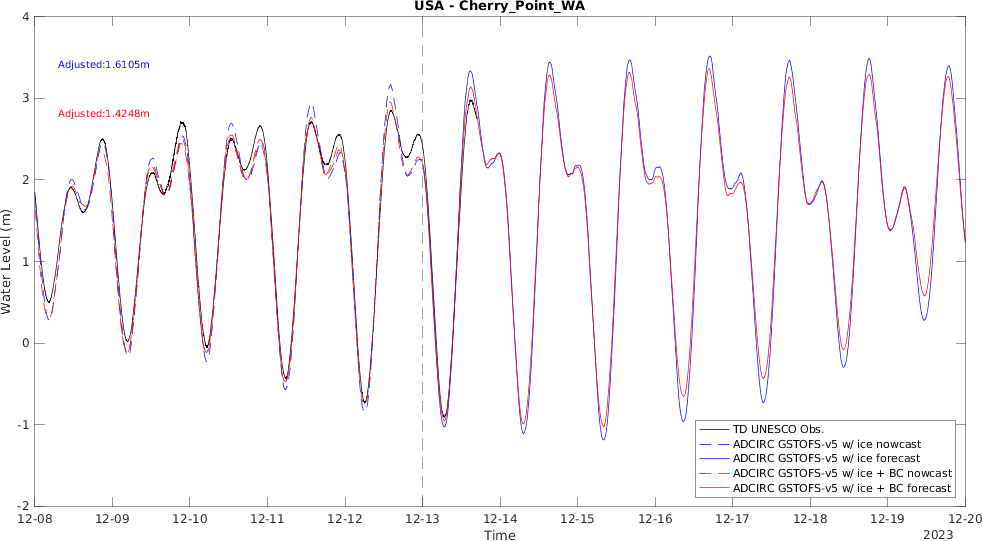 USA - Cherry_Point_WA
4
3
2
1
0
-1
-2
Water Level (m)
Adjusted:1.6105m
Adjusted:1.4248m
TD UNESCO Obs.
ADCIRC GSTOFS-v5 w/ ice nowcast
ADCIRC GSTOFS-v5 w/ ice forecast
ADCIRC GSTOFS-v5 w/ ice + BC nowcast
ADCIRC GSTOFS-v5 w/ ice + BC forecast
12-08 12-09 12-10 12-11 12-12 12-13 12-14 12-15 12-16 12-17 12-18 12-19 12-20
Time
2023